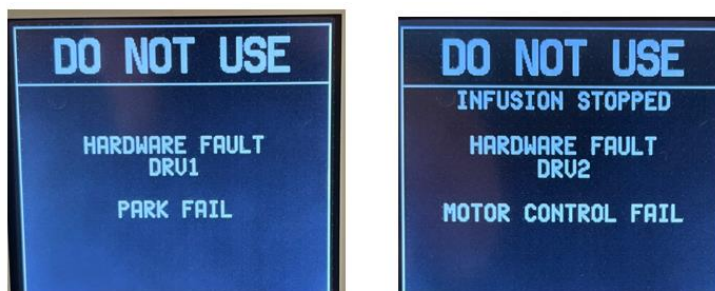 DO NOT USE
HARDWARE FAULT
DRV1
PARK FAIL
DO NOT USE
INFUSION STOPPED
HARDWARE FAULT
DRV2
MOTOR CONTROL FAIL